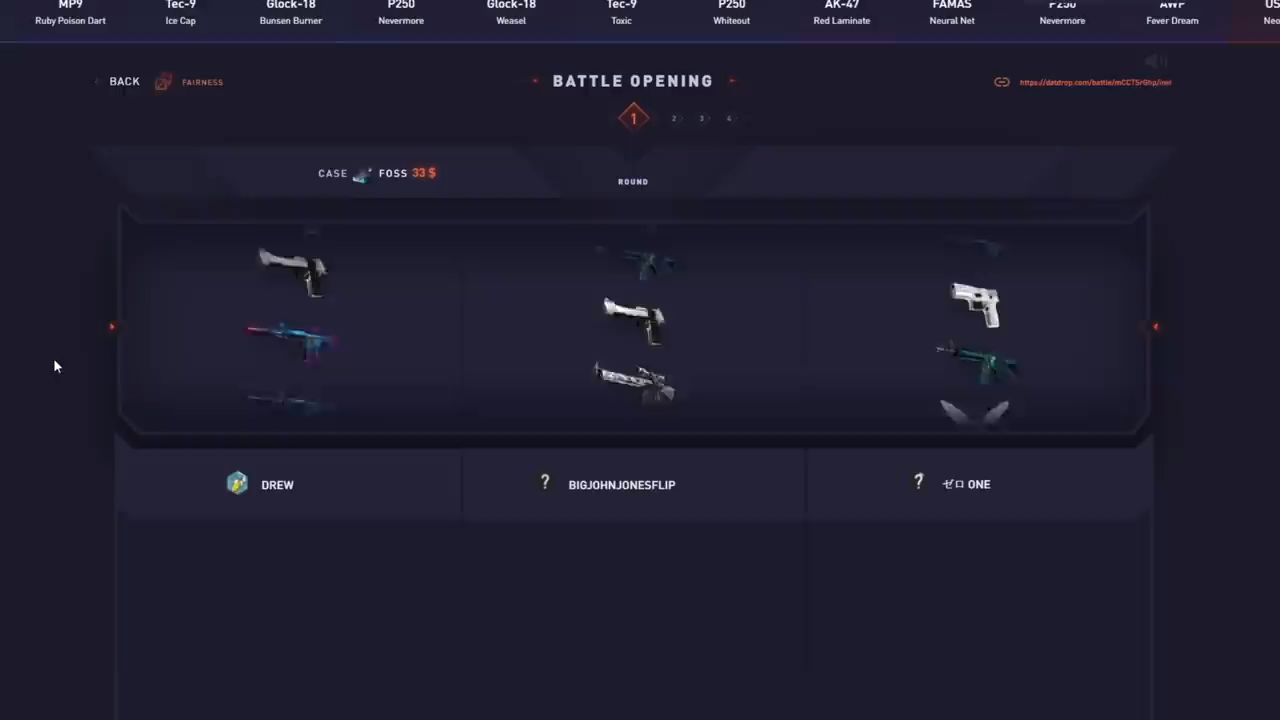 MP9 Tec-9 Glock-18 P250 Glock-18 Tec-9 P250 AK-47 FAMAS P250 AWP
Ruby Poison Dart Ice Cap Bunsen Burner Nevermore Weasel Toxic Whiteout Red Laminate Neural Net Nevermore Fever Dream
BACK FAIRNESS BATTLE OPENING
1 2 3 4
CASE FOSS 33 $
ROUND
DREW ? BIGJOHNJONESFLIP ? ゼロ ONE